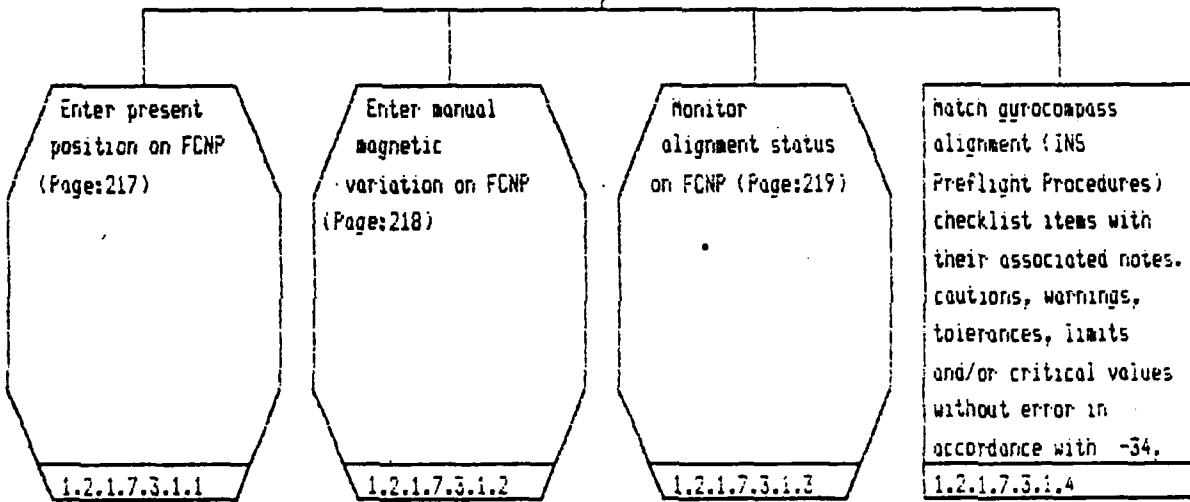 Enter present
position on FCNP
(Page:217)
1.2.1.7.3.1.1
Enter manual
magnetic
variation on FCNP
(Page:218)
1.2.1.7.3.1.2
Monitor
alignment status
on FCNP (Page:219)
1.2.1.7.3.1.3
Match gyrocompass
alignment (INS
Preflight Procedures)
checklist items with
their associated notes.
cautions, warnings,
tolerances, limits
and/or critical values
without error in
accordance with -34.
1.2.1.7.3.1.4